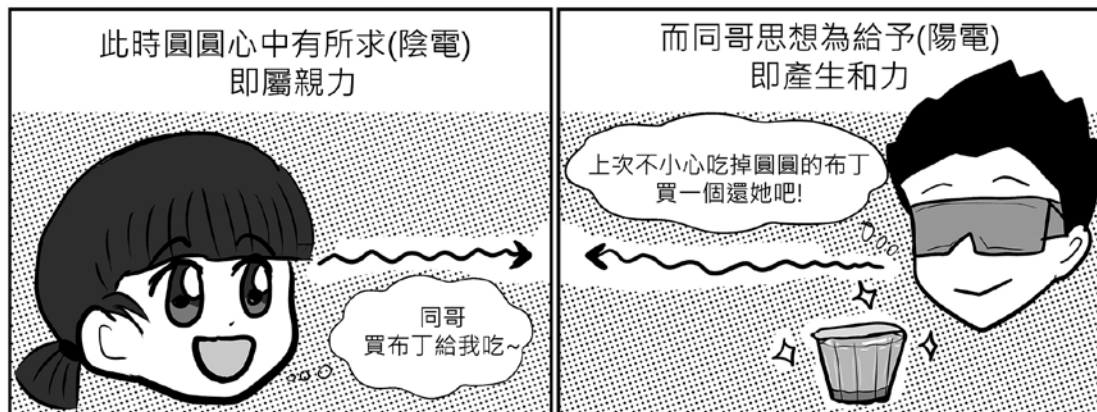 此時圓圓心中有所求(陰電)
即屬親力
同哥
買布丁給我吃~
而同哥思想為給予(陽電)
即產生和力
上次不小心吃掉圓圓的布丁
買一個還她吧!